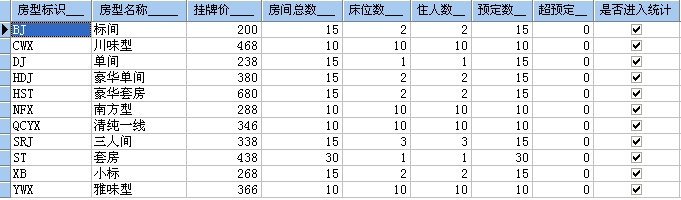 房型标识___ 房型名称_____ 挂牌价____ 房间总数__ 床位数__ 住人数__ 预定数__ 超预定__ 是否进入统计
BJ 标间 200 15 2 2 15 0
CWX 川味型 468 10 10 10 10 0
DJ 单间 238 15 1 1 15 0
HDJ 豪华单间 380 15 2 2 15 0
HST 豪华套房 680 15 2 2 15 0
NFX 南方型 288 10 10 10 10 0
QCYX 清纯一线 346 10 10 10 10 0
SRJ 三人间 338 15 3 3 15 0
ST 套房 438 30 1 1 30 0
XB 小标 268 15 2 2 15 0
YWX 雅味型 366 10 10 10 10 0